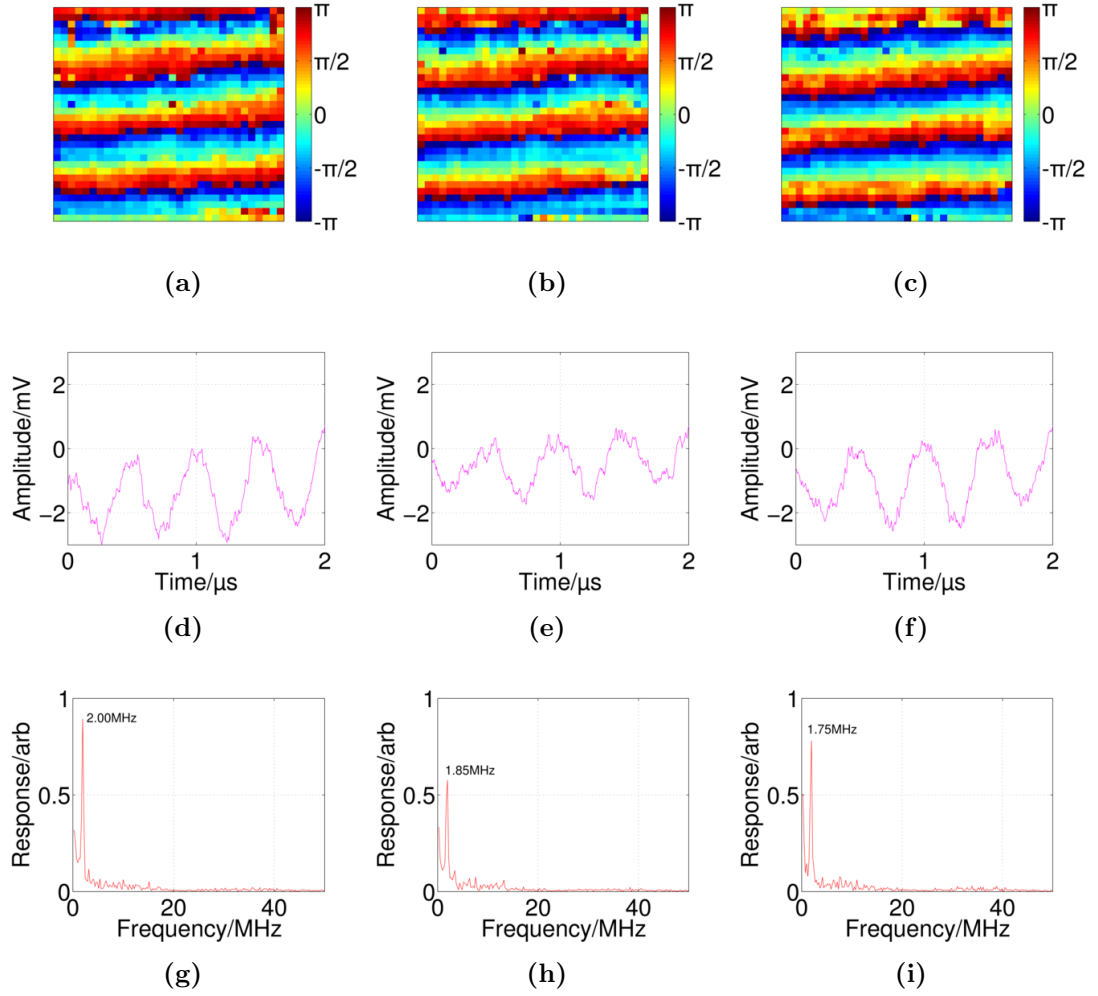 π π π
π/2 π/2 π/2
0 0 0
-π/2 -π/2 -π/2
-π -π -π
(a) (b) (c)
2 2 2
0 0 0
−2 −2 −2
Amplitude/mV Amplitude/mV Amplitude/mV
0 1 2 0 1 2 0 1 2
Time/μs Time/μs Time/μs
(d) (e) (f)
1 1 1
2.00MHz 1.85MHz 1.75MHz
0.5 0.5 0.5
Response/arb Response/arb Response/arb
0 0 0
0 20 40 0 20 40 0 20 40
Frequency/MHz Frequency/MHz Frequency/MHz
(g) (h) (i)